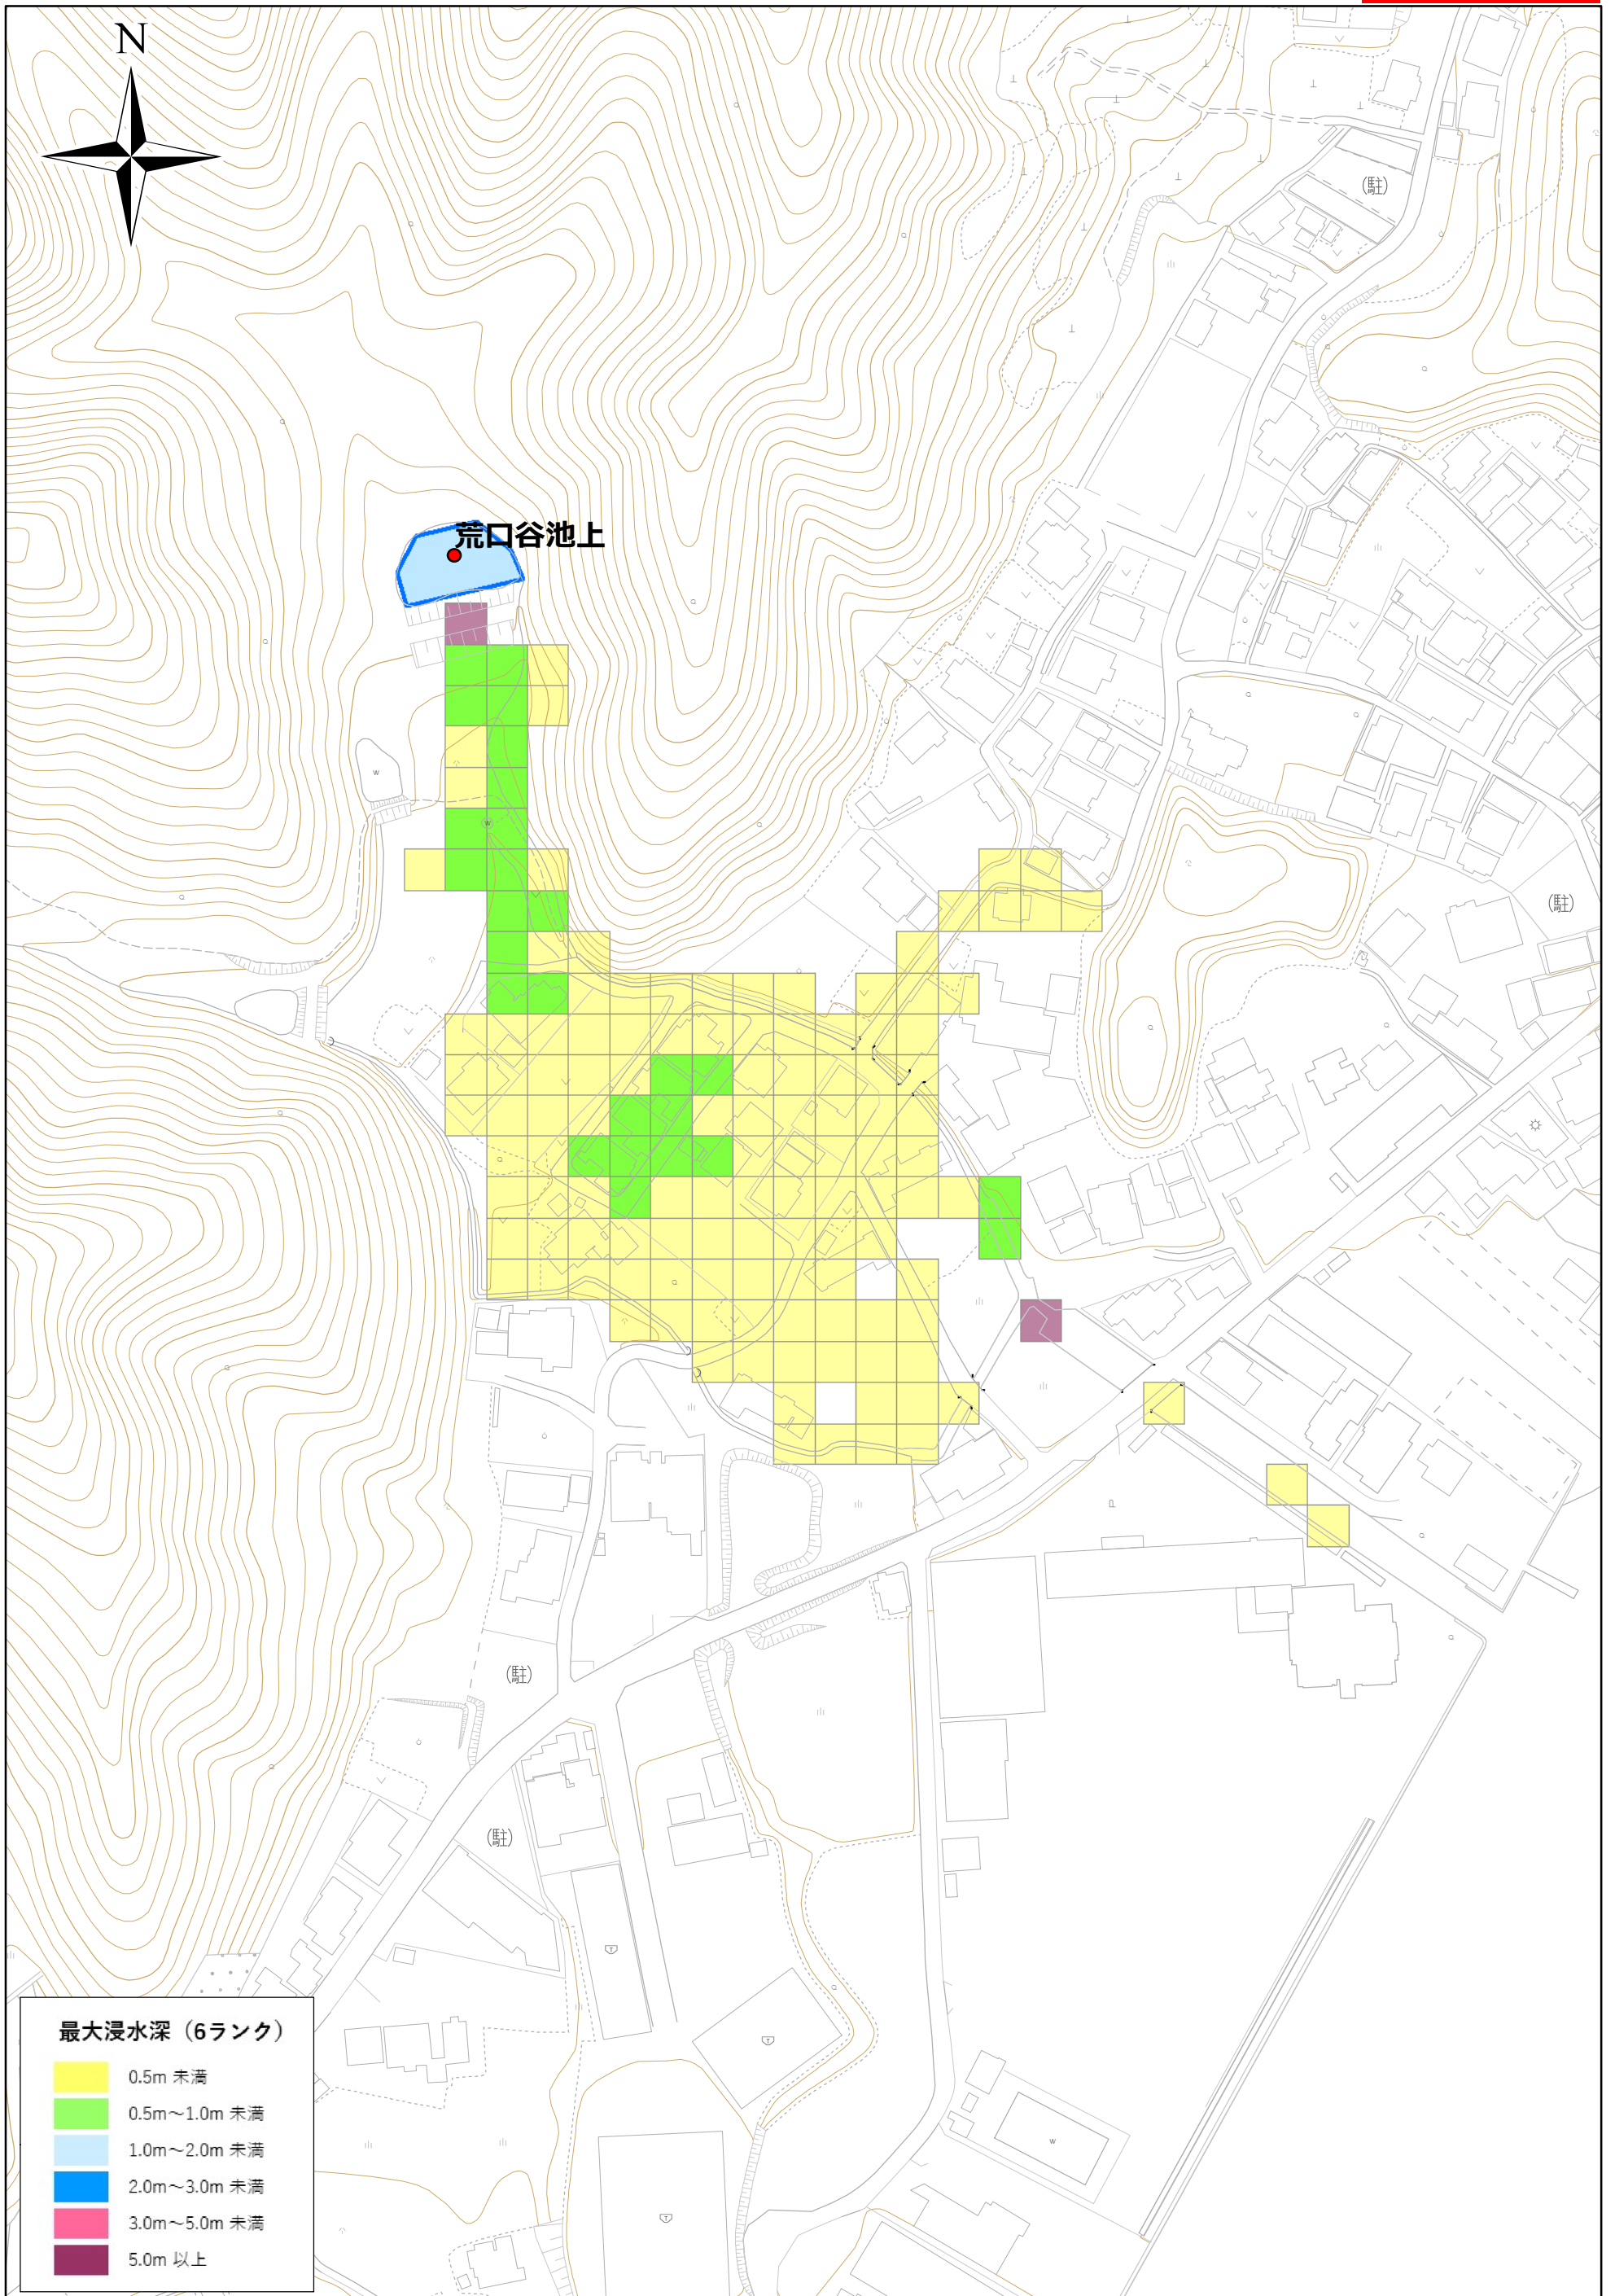 N
(駐)
荒口谷池上
W
W
(駐)
(駐)
(駐)
T
T
W
T
最大浸水深（6ランク）
0.5m 未満
0.5m～1.0m 未満
1.0m～2.0m 未満
2.0m～3.0m 未満
3.0m～5.0m 未満
5.0m 以上